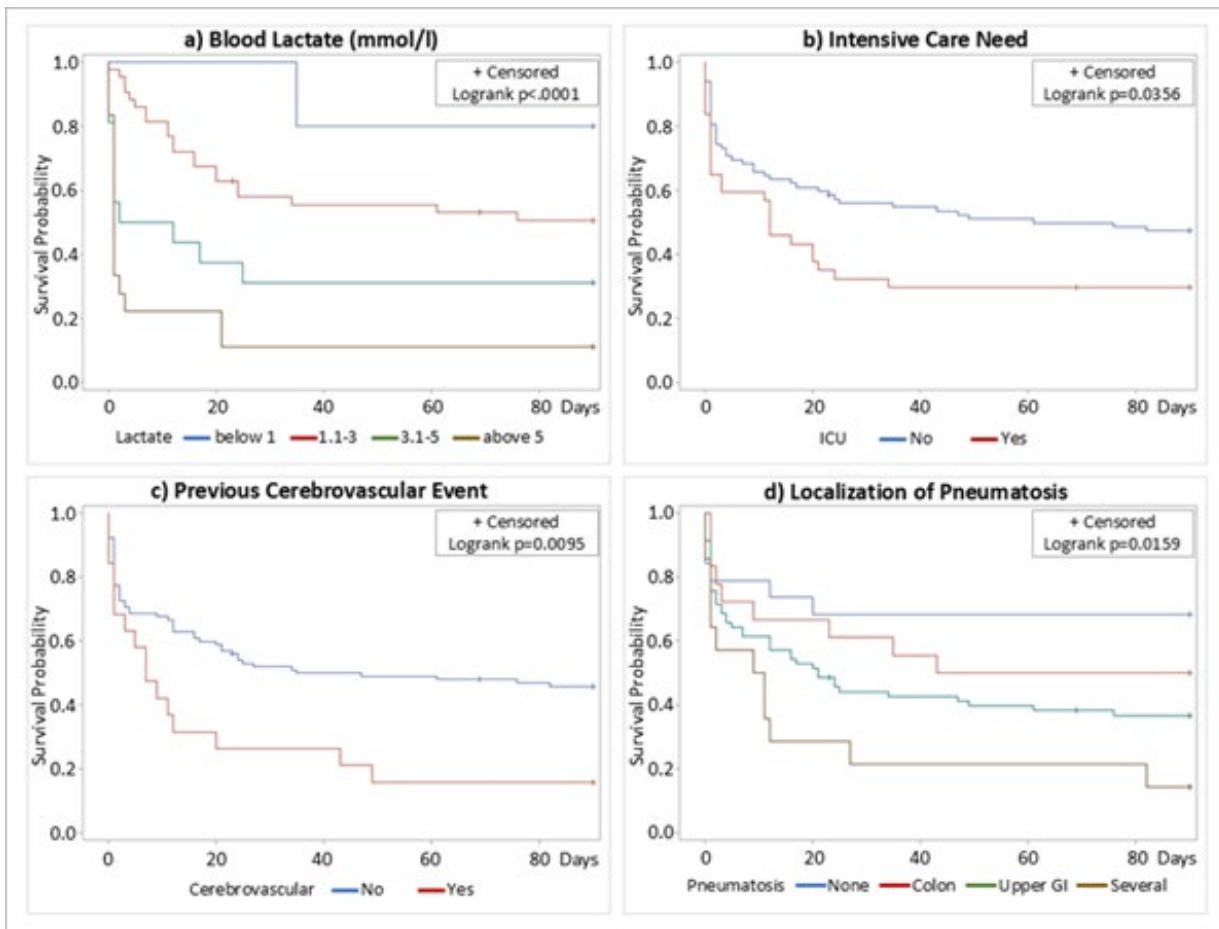 a) Blood Lactate (mmol/l)
+ Censored
Logrank p<.0001
Survival Probability
1.0
0.8
0.6
0.4
0.2
0.0
0 20 40 60 80 Days
Lactate below 1 1.1-3 3.1-5 above 5
b) Intensive Care Need
+ Censored
Logrank p=0.0356
Survival Probability
1.0
0.8
0.6
0.4
0.2
0.0
0 20 40 60 80 Days
ICU No Yes
c) Previous Cerebrovascular Event
+ Censored
Logrank p=0.0095
Survival Probability
1.0
0.8
0.6
0.4
0.2
0.0
0 20 40 60 80 Days
Cerebrovascular No Yes
d) Localization of Pneumatosis
+ Censored
Logrank p=0.0159
Survival Probability
1.0
0.8
0.6
0.4
0.2
0.0
0 20 40 60 80 Days
Pneumatosis None Colon Upper GI Several